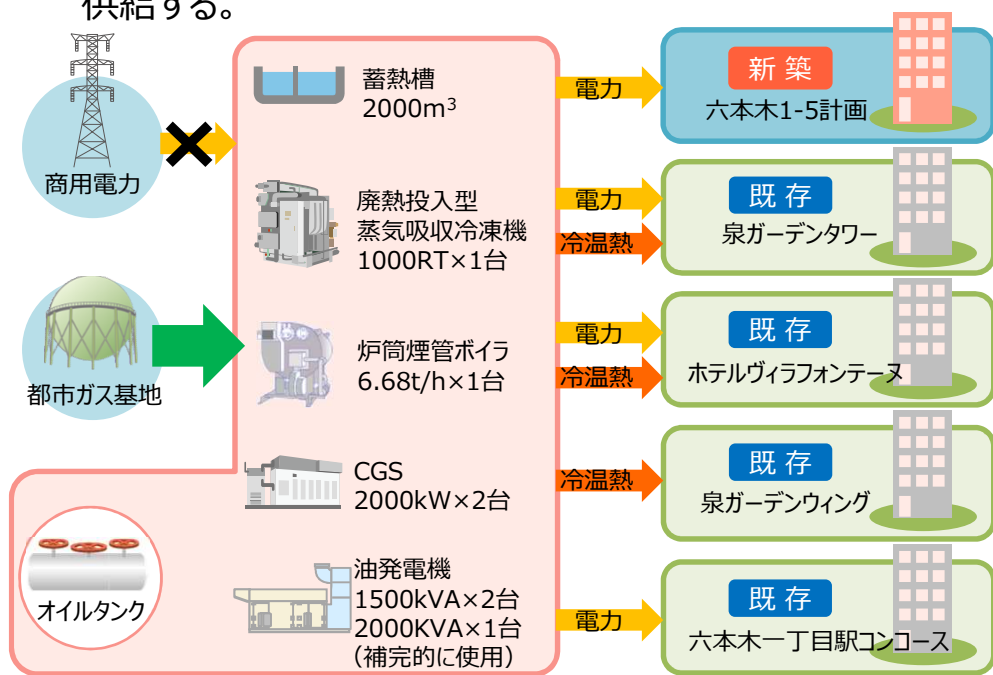 供給する。
商用電力
都市ガス基地
オイルタンク
蓄熱槽
2000m³
廃熱投入型
蒸気吸収冷凍機
1000RT×1台
炉筒煙管ボイラ
6.68t/h×1台
CGS
2000kW×2台
油発電機
1500kVA×2台
2000KVA×1台
(補完的に使用)
電力
新築
六本木1-5計画
電力
冷温熱
既存
泉ガーデンタワー
電力
冷温熱
既存
ホテルヴィラフォンテーヌ
冷温熱
既存
泉ガーデンウィング
電力
既存
六本木一丁目駅コンコース